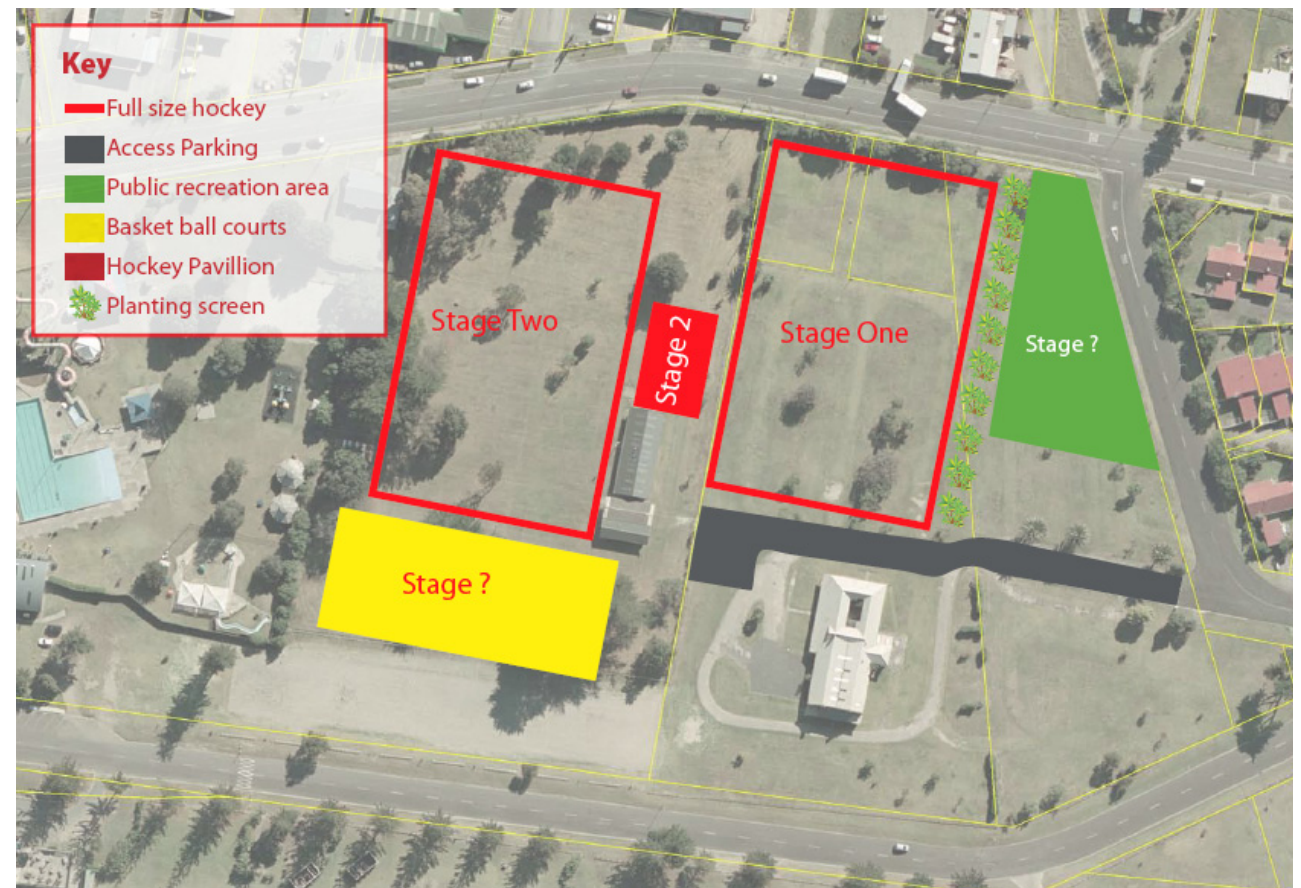 Key
Full size hockey
Access Parking
Public recreation area
Basket ball courts
Hockey Pavillion
Planting screen
Stage Two
Stage 2
Stage One
Stage ?
Stage ?